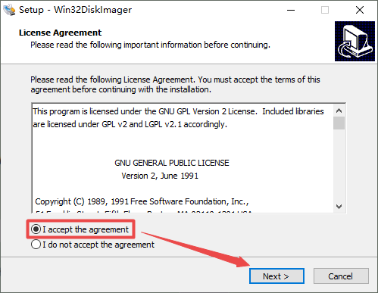 Setup - Win32DiskImager
License Agreement
Please read the following important information before continuing.
Please read the following License Agreement. You must accept the terms of this
agreement before continuing with the installation.
This program is licensed under the GNU GPL Version 2 License. Included libraries
are licensed under GPL v2 and LGPL v2.1 accordingly.
GNU GENERAL PUBLIC LICENSE
Version 2, June 1991
Copyright (C) 1989, 1991 Free Software Foundation, Inc.,
I accept the agreement
I do not accept the agreement
Next >
Cancel